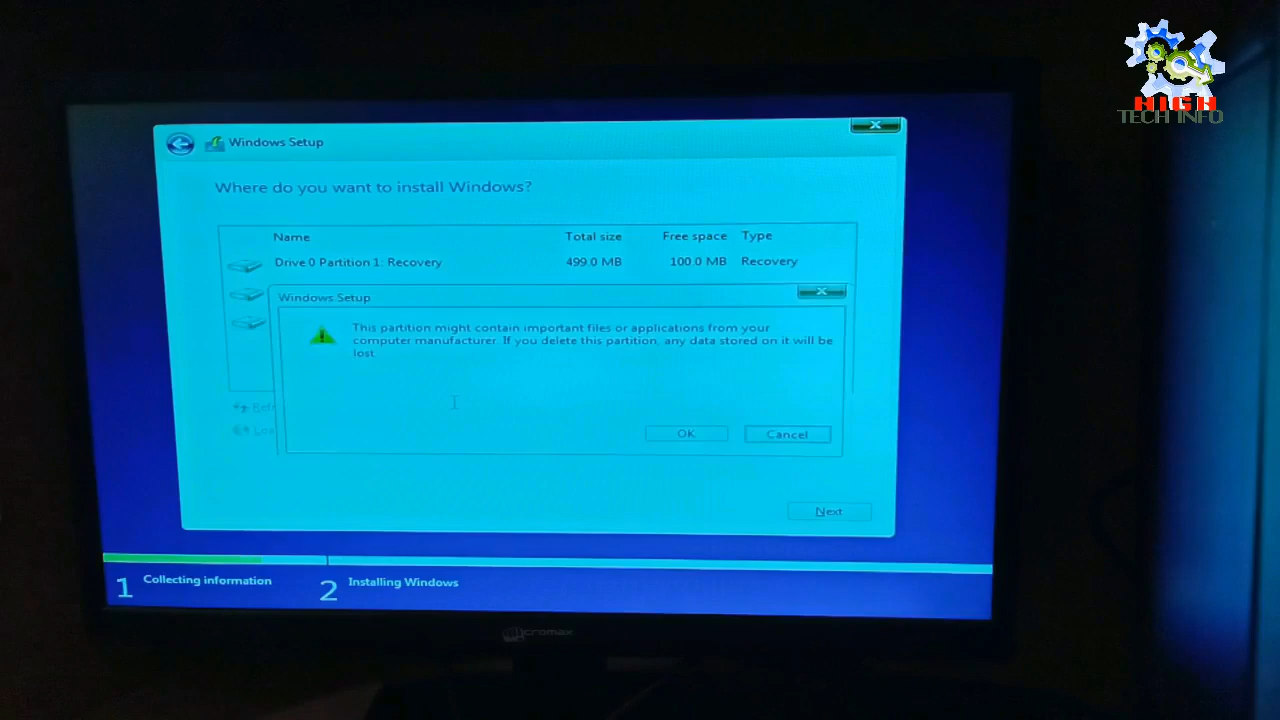 HIGH
TECH INFO
Windows Setup
Where do you want to install Windows?
Name Total size Free space Type
Drive 0 Partition 1: Recovery 499.0 MB 100.0 MB Recovery
Windows Setup
This partition might contain important files or applications from your
computer manufacturer. If you delete this partition, any data stored on it will be
lost.
OK Cancel
Next
1 Collecting information 2 Installing Windows
micromax